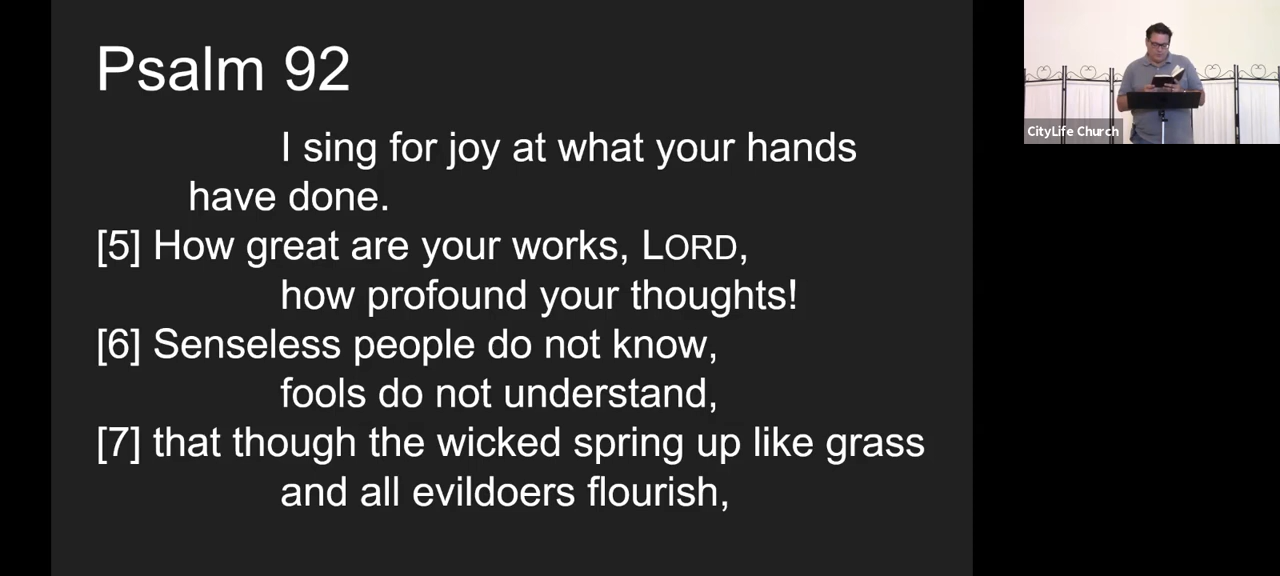 Psalm 92
I sing for joy at what your hands
have done.
[5] How great are your works, LORD,
how profound your thoughts!
[6] Senseless people do not know,
fools do not understand,
[7] that though the wicked spring up like grass
and all evildoers flourish,
CityLife Church